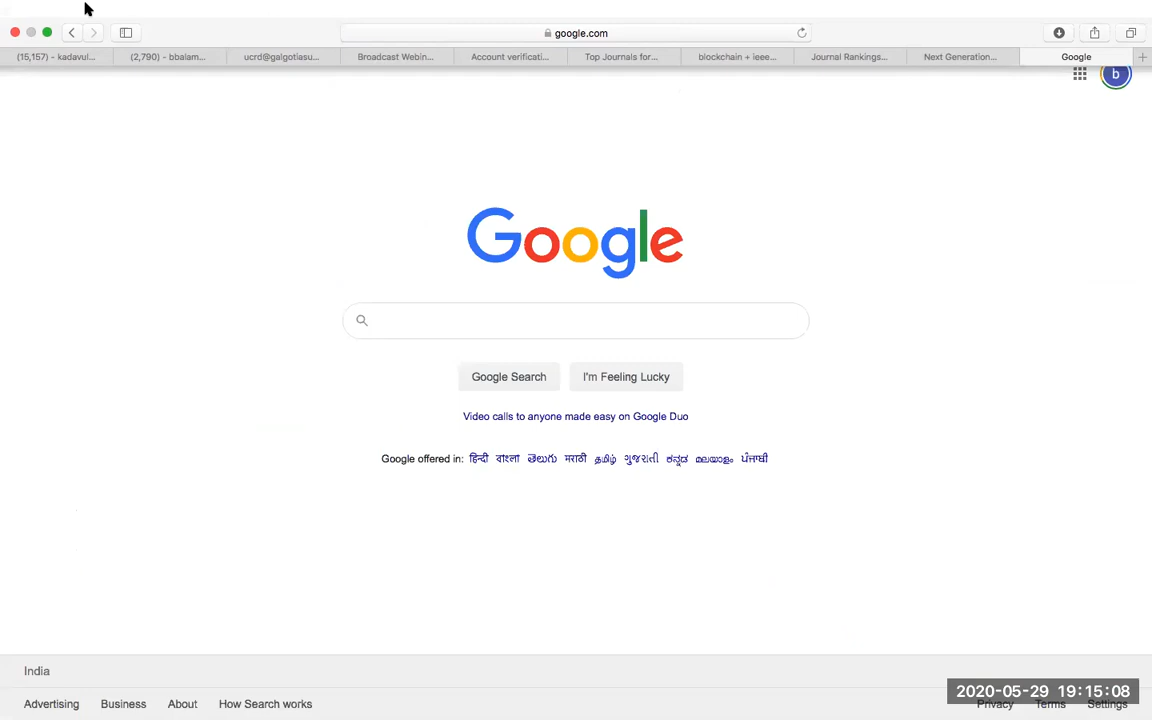 google.com
(15,157) - kadavul...
(2,790) - bbaiam...
ucrd@galgotiasu...
Broadcast Webin...
Account verificati...
Top Journals for...
blockchain + ieee...
Journal Rankings...
Next Generation...
Google
b
Google
Google Search
I'm Feeling Lucky
Video calls to anyone made easy on Google Duo
Google offered in: हिन्दी বাংলা తెలుగు मराठी தமிழ் ગુજરાતી ಕನ್ನಡ മലയാളം ਪੰਜਾਬੀ
India
2020-05-29 19:15:08
Advertising Business About How Search works Privacy Terms Settings